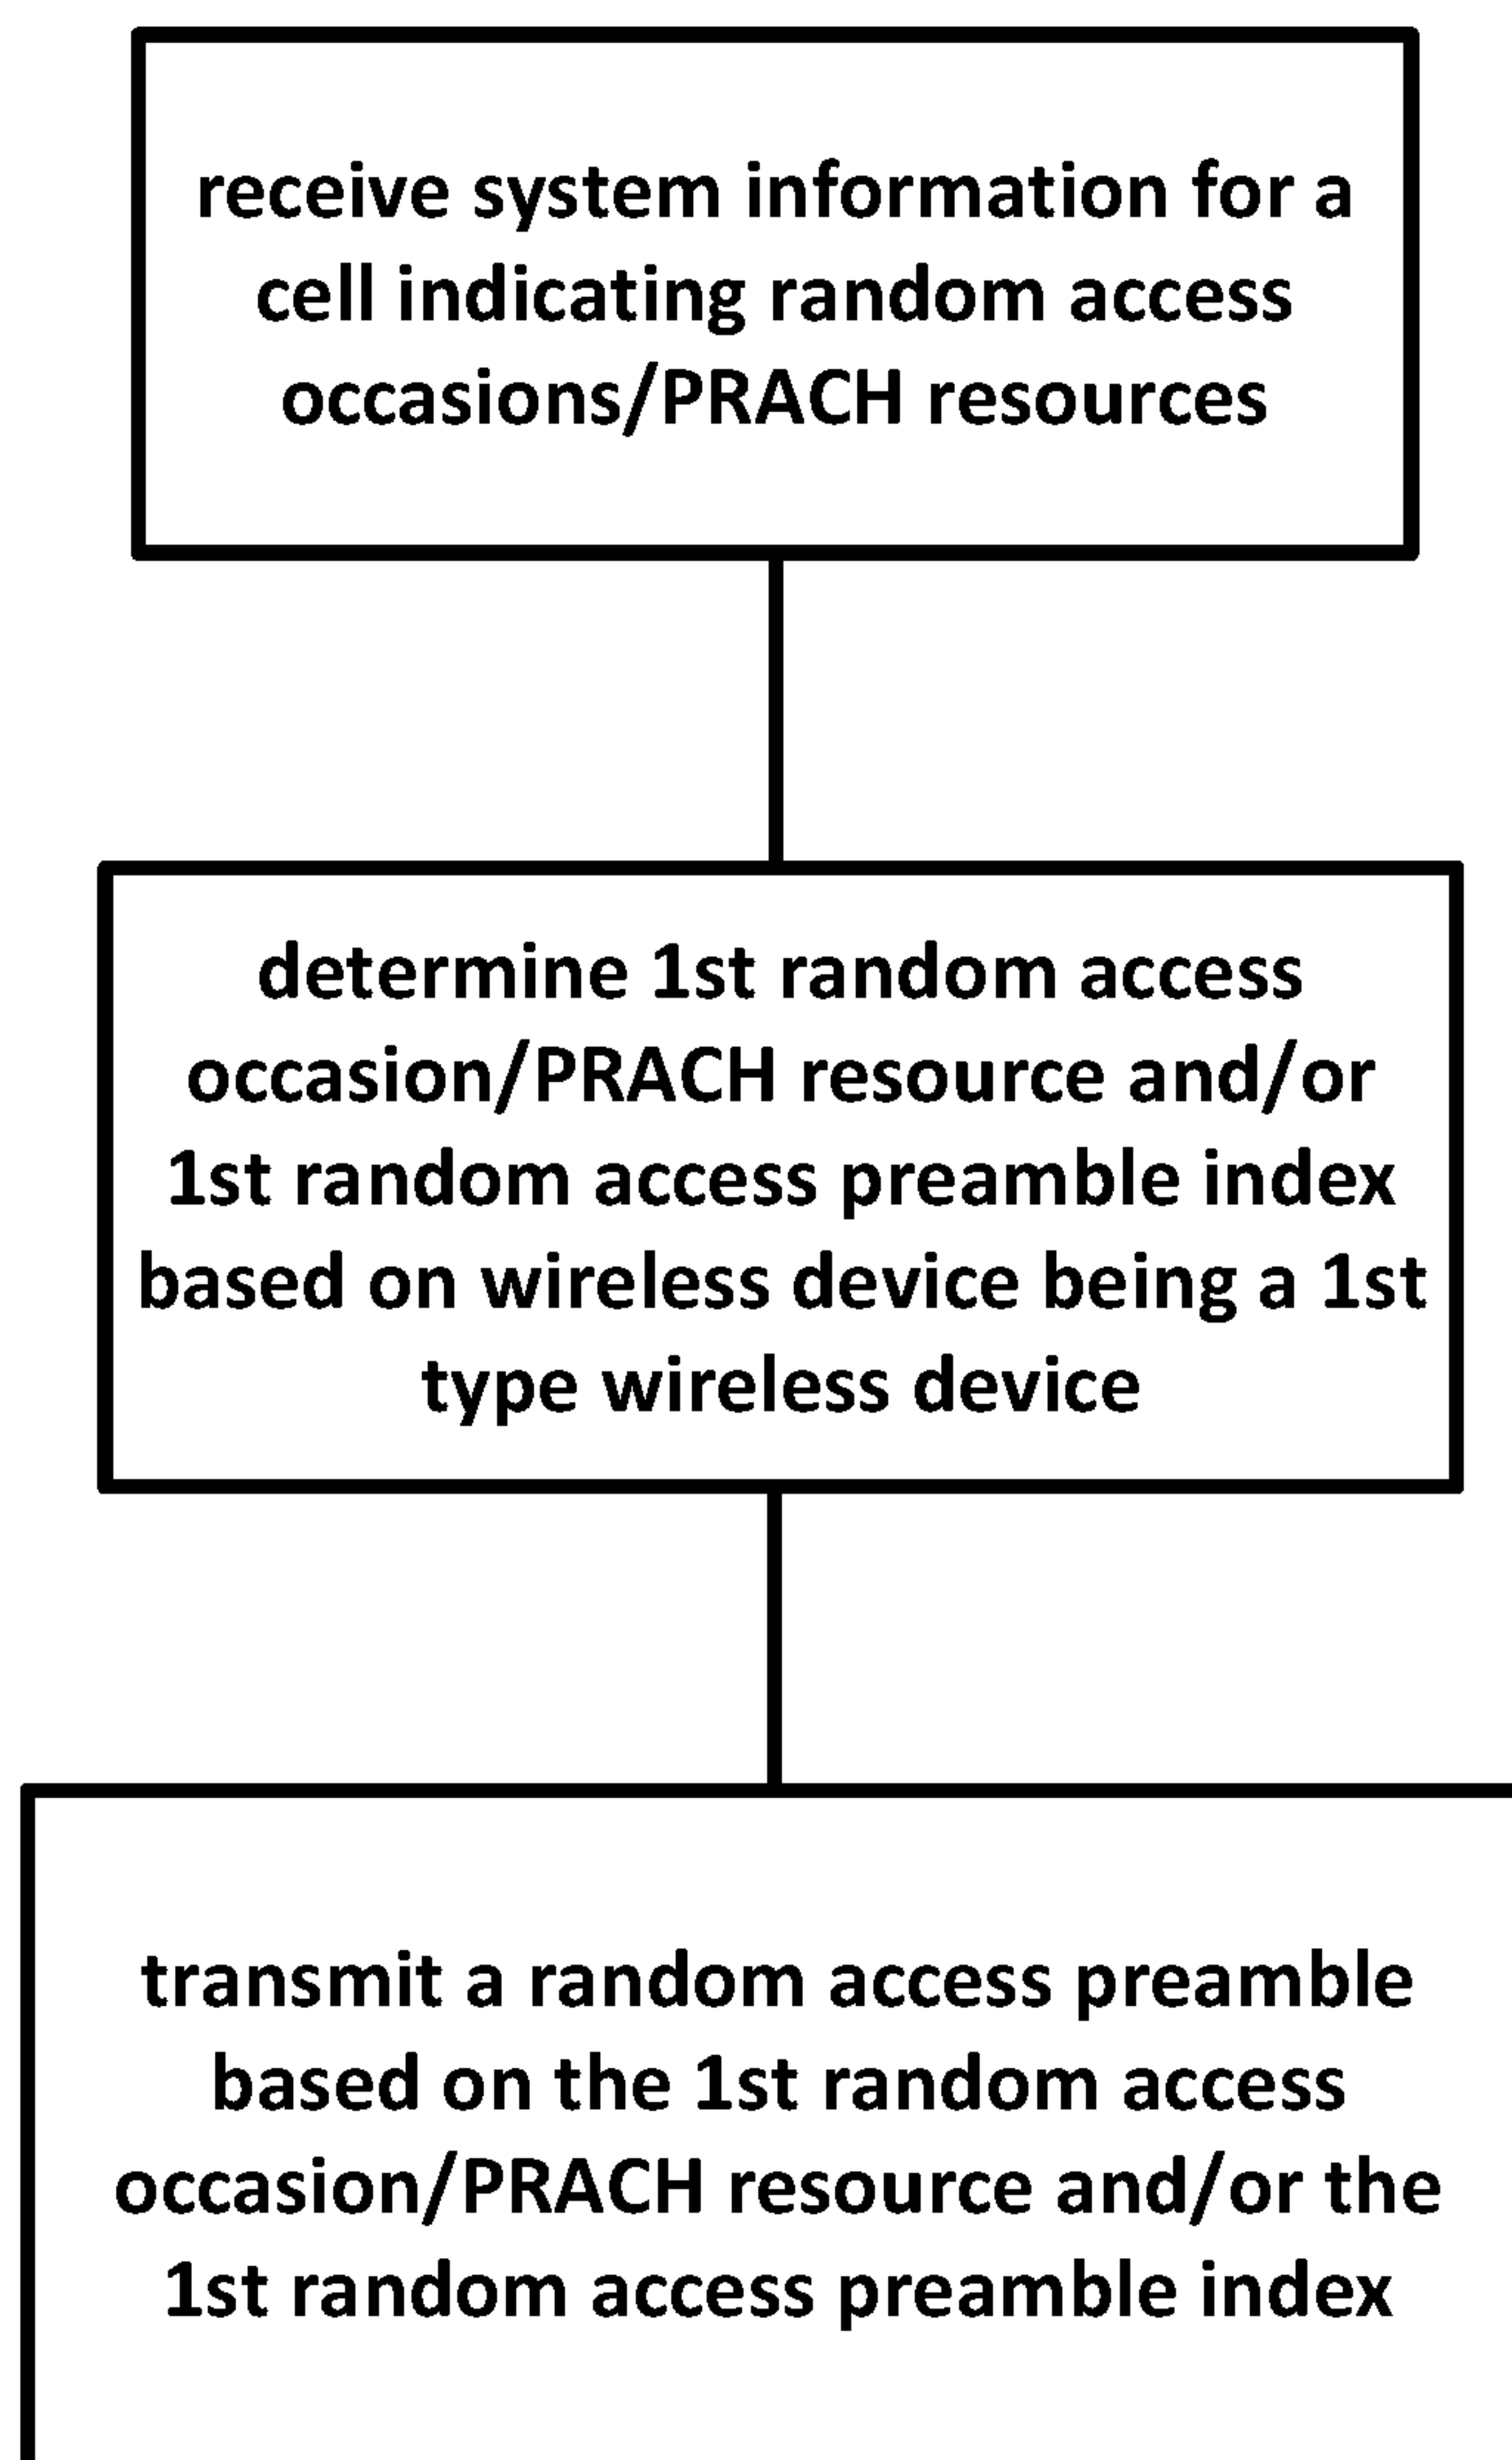 receive system information for a
cell indicating random access
occasions/PRACH resources
determine 1st random access
occasion/PRACH resource and/or
1st random access preamble index
based on wireless device being a 1st
type wireless device
transmit a random access preamble
based on the 1st random access
occasion/PRACH resource and/or the
1st random access preamble index